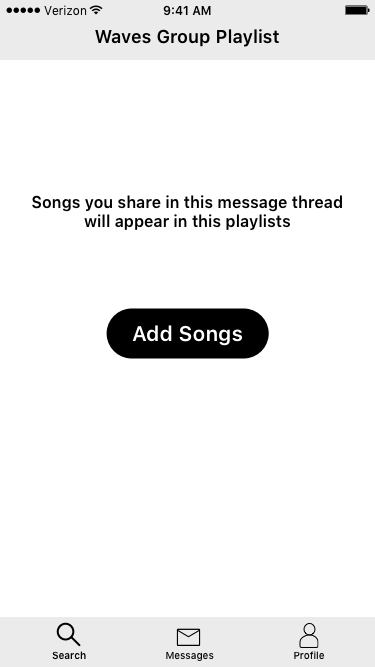 Verizon 9:41 AM
Waves Group Playlist
Songs you share in this message thread
will appear in this playlists
Add Songs
Search Messages Profile